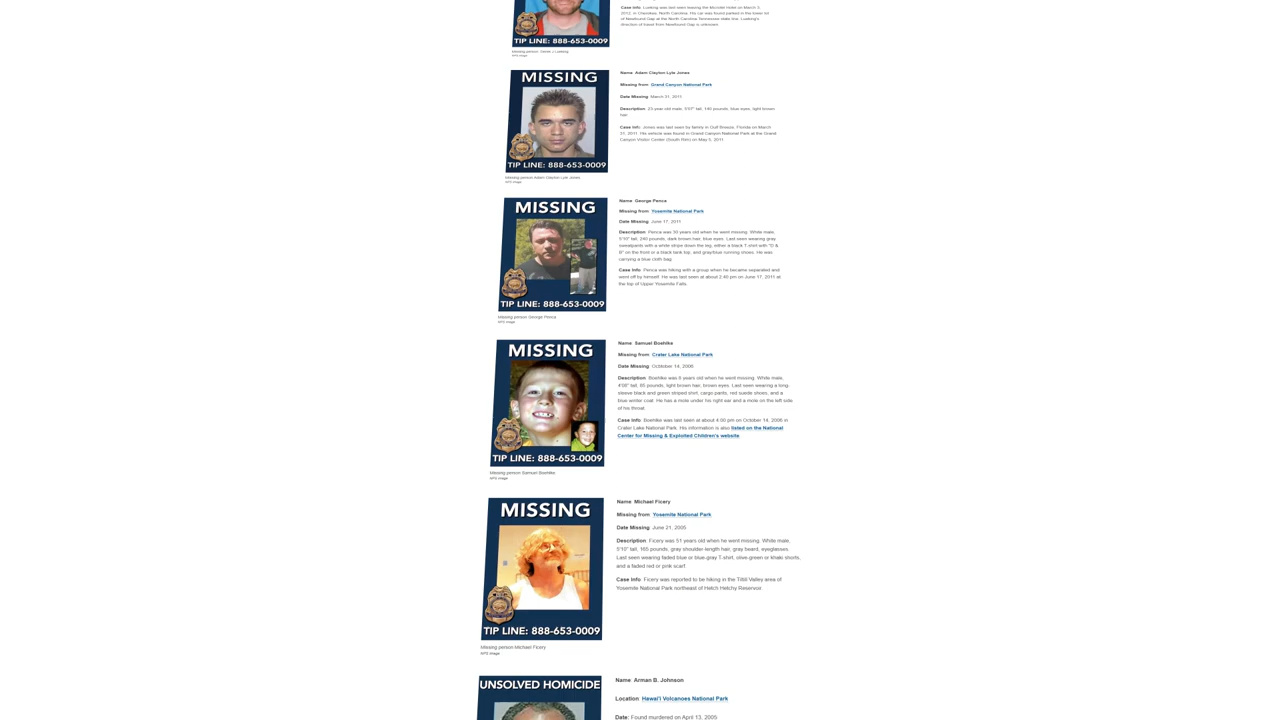 Case Info: Lueking was last seen leaving the Microtel Hotel on March 3,
2012, in Cherokee, North Carolina. His car was found parked in the lower lot
of Newfound Gap at the North Carolina Tennessee state line. Lueking's
direction of travel from Newfound Gap is unknown.
TIP LINE: 888-653-0009
Missing person Derek J Lueking
NPS image
MISSING
TIP LINE: 888-653-0009
Missing person Adam Clayton Lyle Jones
NPS image
Name: Adam Clayton Lyle Jones
Missing from: Grand Canyon National Park
Date Missing: March 31, 2011
Description: 23-year-old male, 5'07" tall, 140 pounds, blue eyes, light brown
hair
Case Info: Jones was last seen by family in Gulf Breeze, Florida on March
31, 2011. His vehicle was found in Grand Canyon National Park at the Grand
Canyon Visitor Center (South Rim) on May 5, 2011
MISSING
TIP LINE: 888-653-0009
Missing person George Penca
NPS image
Name: George Penca
Missing from: Yosemite National Park
Date Missing: June 17, 2011
Description: Penca was 30 years old when he went missing. White male,
5'10" tall, 240 pounds, dark brown hair, blue eyes. Last seen wearing gray
sweatpants with a white stripe down the leg, either a black T-shirt with "G &
B" on the front or a black tank top, and gray/blue running shoes. He was
carrying a blue cloth bag.
Case Info: Penca was hiking with a group when he became separated and
went off by himself. He was last seen at about 2:40 pm on June 17, 2011 at
the top of Upper Yosemite Falls.
MISSING
TIP LINE: 888-653-0009
Missing person Samuel Boehlke
NPS image
Name: Samuel Boehlke
Missing from: Crater Lake National Park
Date Missing: Ocbtober 14, 2006
Description: Boehlke was 8 years old when he went missing. White male,
4'06" tall, 85 pounds, light brown hair, brown eyes. Last seen wearing a long-
sleeve black and green striped shirt, cargo pants, red suede shoes, and a
blue winter coat. He has a mole under his right ear and a mole on the left side
of his throat.
Case Info: Boehlke was last seen at about 4:00 pm on October 14, 2006 in
Crater Lake National Park. His information is also listed on the National
Center for Missing & Exploited Children's website.
MISSING
TIP LINE: 888-653-0009
Missing person Michael Ficery
NPS image
Name: Michael Ficery
Missing from: Yosemite National Park
Date Missing: June 21, 2005
Description: Ficery was 51 years old when he went missing. White male,
5'10" tall, 165 pounds, gray shoulder-length hair, gray beard, eyeglasses.
Last seen wearing faded blue or blue-gray T-shirt, olive-green or khaki shorts,
and a faded red or pink scarf.
Case Info: Ficery was reported to be hiking in the Tiltill Valley area of
Yosemite National Park northeast of Hetch Hetchy Reservoir.
UNSOLVED HOMICIDE
Name: Arman B. Johnson
Location: Hawai'i Volcanoes National Park
Date: Found murdered on April 13, 2005